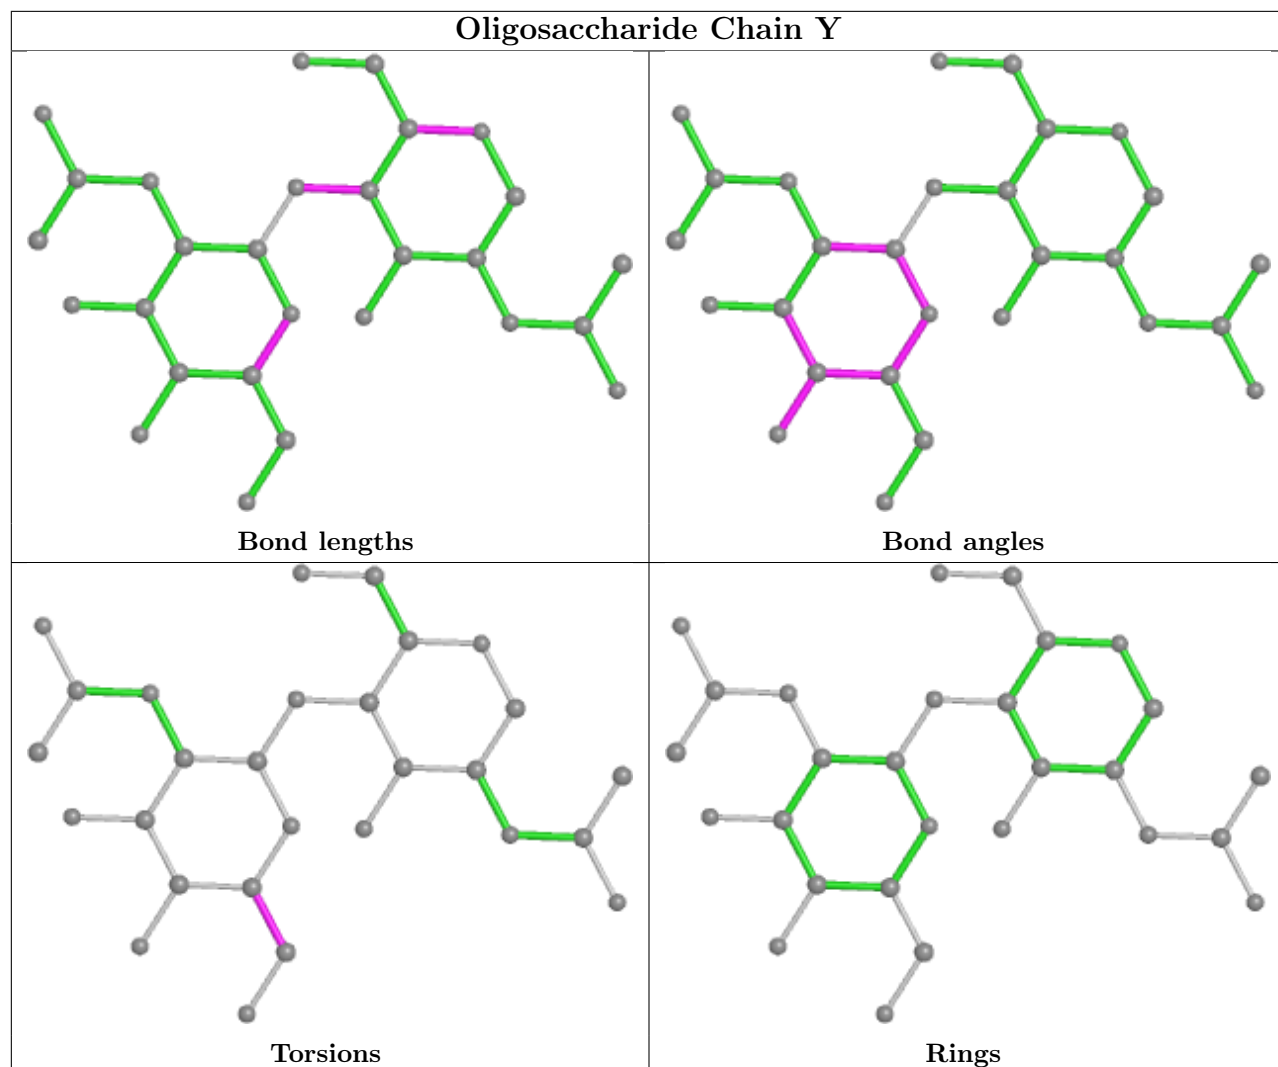 Oligosaccharide Chain Y
Bond lengths
Bond angles
Torsions
Rings